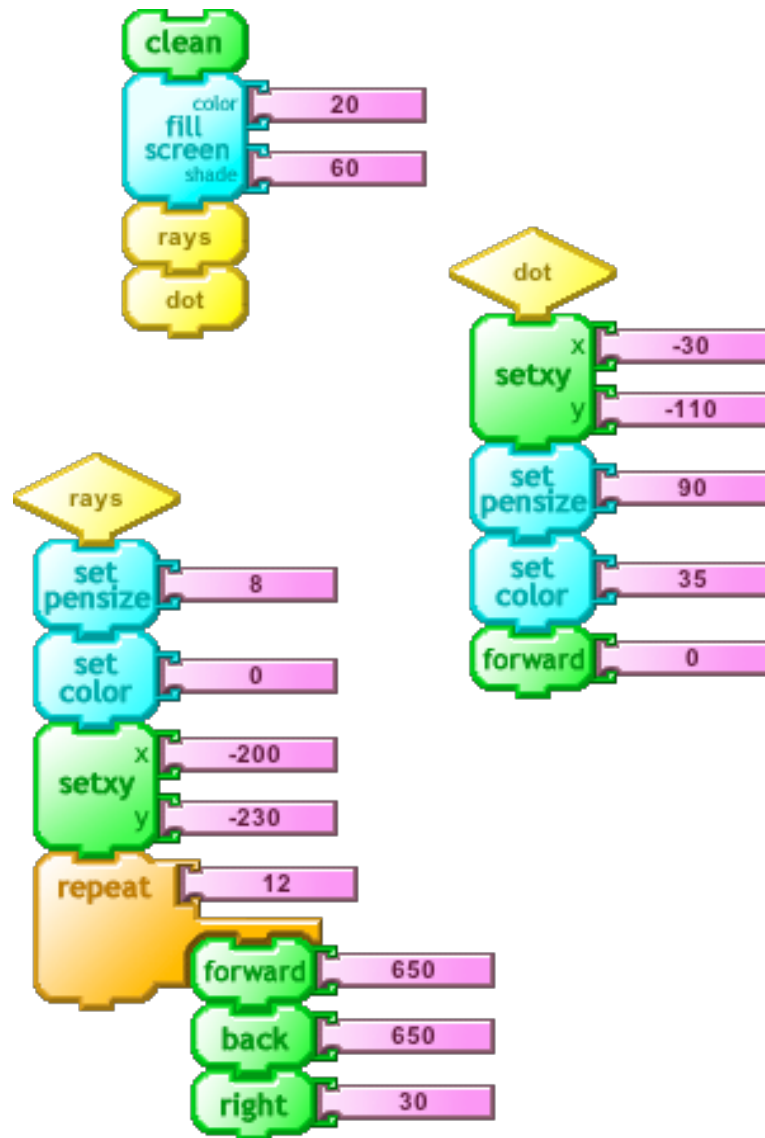 clean
color 20
fill
screen
shade 60
rays
dot
dot
x -30
setxy
y -110
set
pensize 90
set
color 35
forward 0
rays
set
pensize 8
set
color 0
x -200
setxy
y -230
repeat 12
forward 650
back 650
right 30